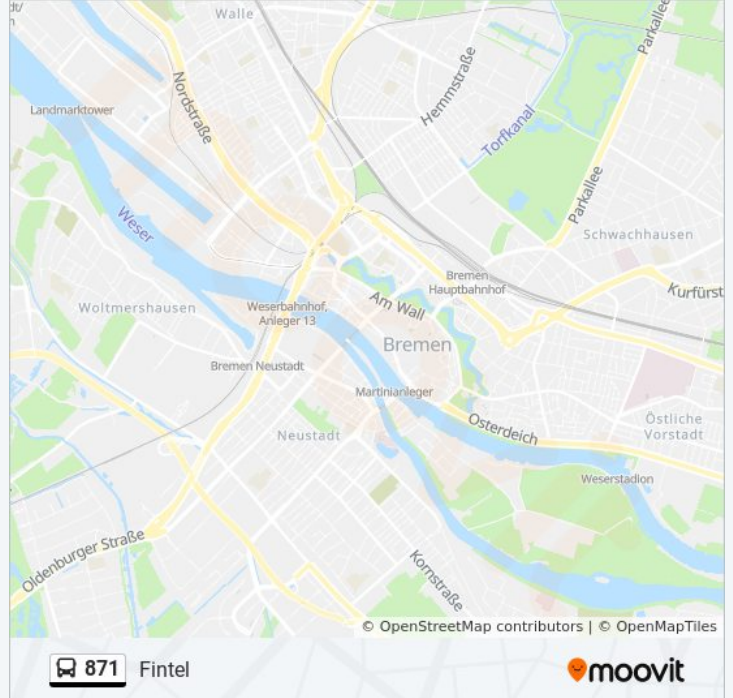 Walle
Parkallee
Nordstraße
Hemmstraße
Landmarktower
Torfkanal
Parkallee
Weser
Schwachhausen
Bremen
Hauptbahnhof
Kurfürst
Woltmershausen
Weserbahnhof,
Anleger 13
Am Wall
Bremen
Bremen Neustadt
Martinianleger
Osterdeich
Östliche
Vorstadt
Neustadt
Weserstadion
Oldenburger Straße
Kornstraße
© OpenStreetMap contributors | © OpenMapTiles
871 Fintel
moovit